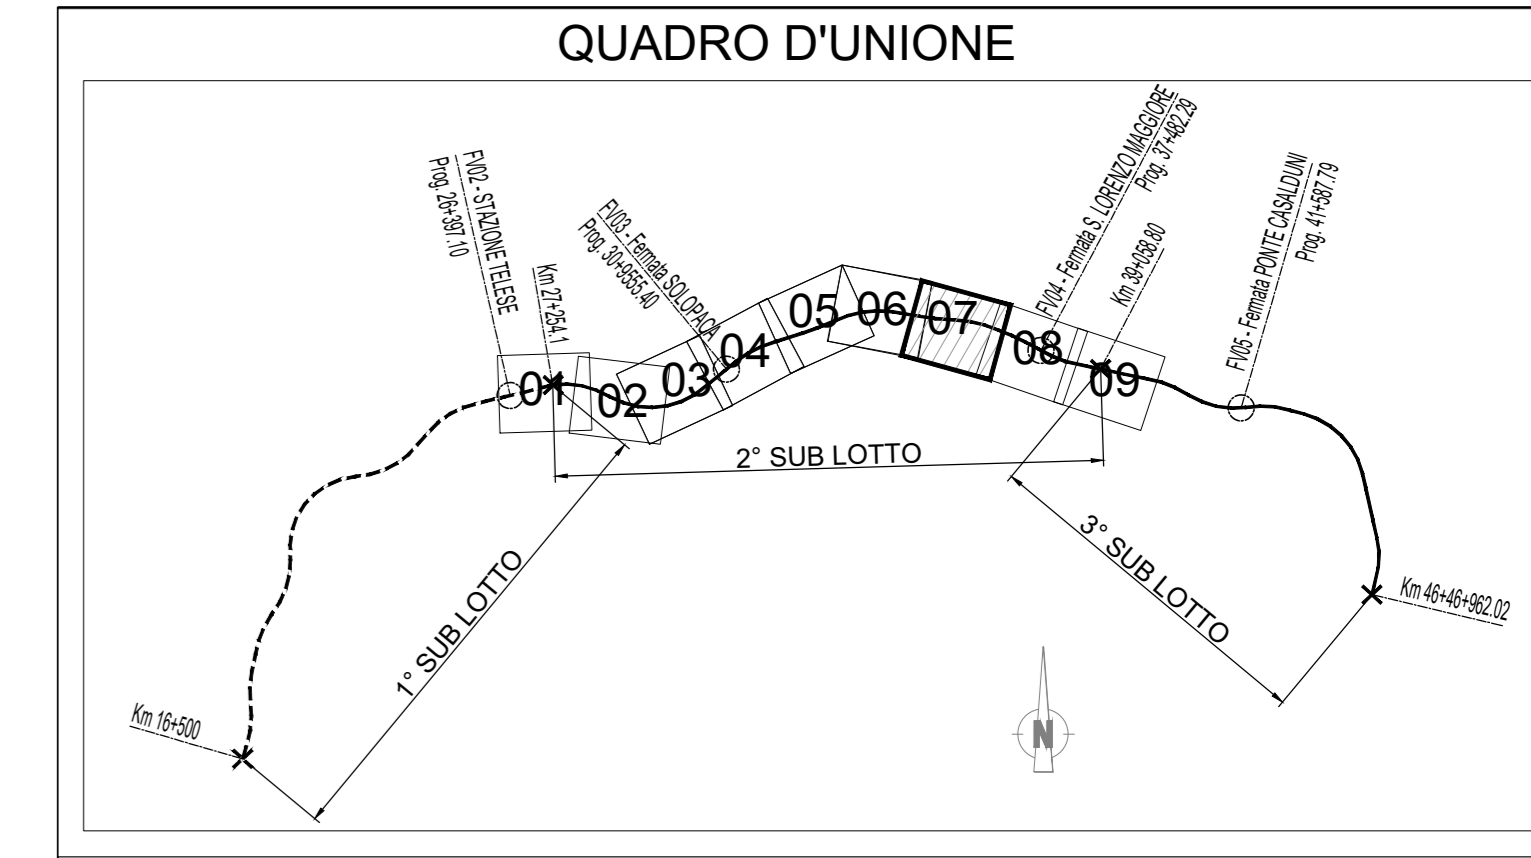 QUADRO D'UNIONE
FV02 - STAZIONE TELESE
Prog. 26+397.10
Km 27+254.1
FV03 - Fermata SOLOPACA
Prog. 30+9555.40
FV04 - Fermata S. LORENZO MAGGIORE
Prog. 37+482.29
Km 39+058.80
FV05 - Fermata PONTE CASALDUNI
Prog. 41+587.79
01
02
03
04
05
06
07
08
09
2° SUB LOTTO
1° SUB LOTTO
3° SUB LOTTO
Km 16+500
Km 46+46+962.02
N